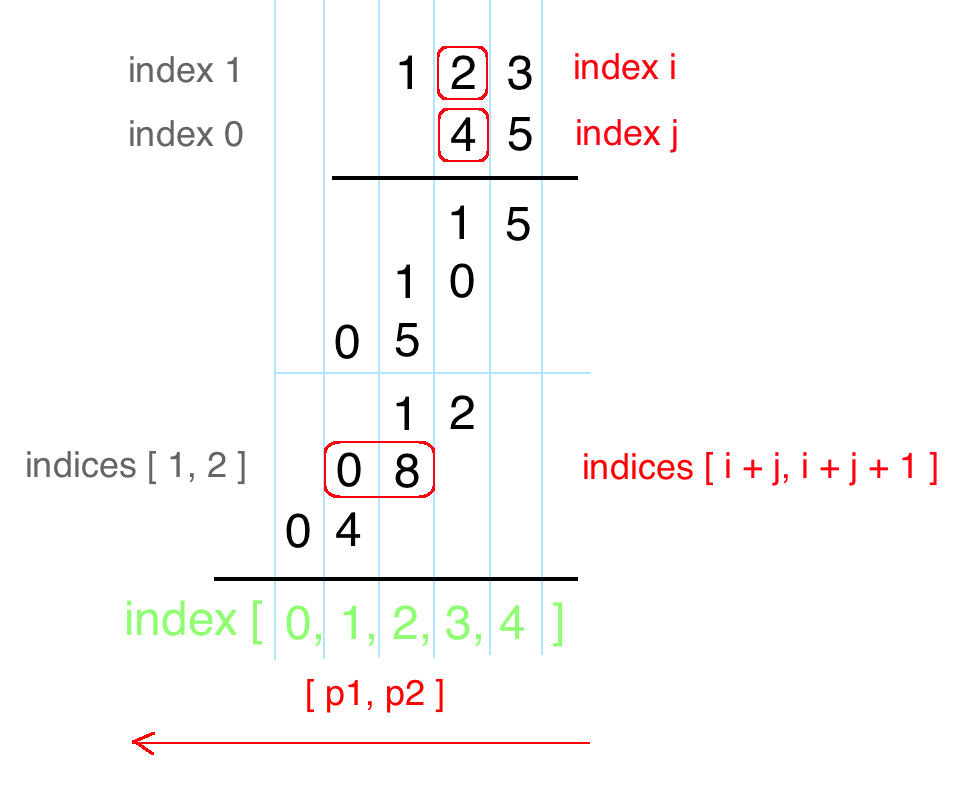 index 1 1 2 3 index i
index 0 4 5 index j
1 5
1 0
0 5
1 2
indices [ 1, 2 ] 0 8 indices [ i + j, i + j + 1 ]
0 4
index [ 0, 1, 2, 3, 4 ]
[ p1, p2 ]